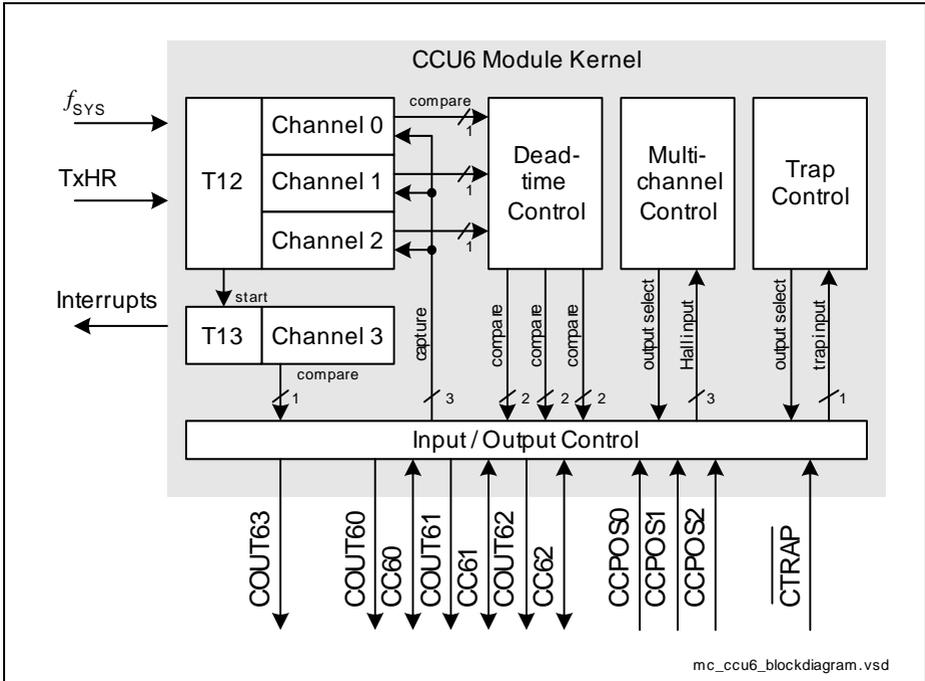 CCU6 Module Kernel
fSYS
TxHR
Interrupts
T12
Channel 0
Channel 1
Channel 2
compare
1
1
1
Dead-
time
Control
Multi-
channel
Control
Trap
Control
start
T13
Channel 3
compare
1
capture
3
compare
2
compare
2
compare
2
output select
Hall input
3
output select
trap input
1
Input / Output Control
COUT63
COUT60
CC60
COUT61
CC61
COUT62
CC62
CCPOS0
CCPOS1
CCPOS2
CTRAP
mc_ccu6_blockdiagram.vsd